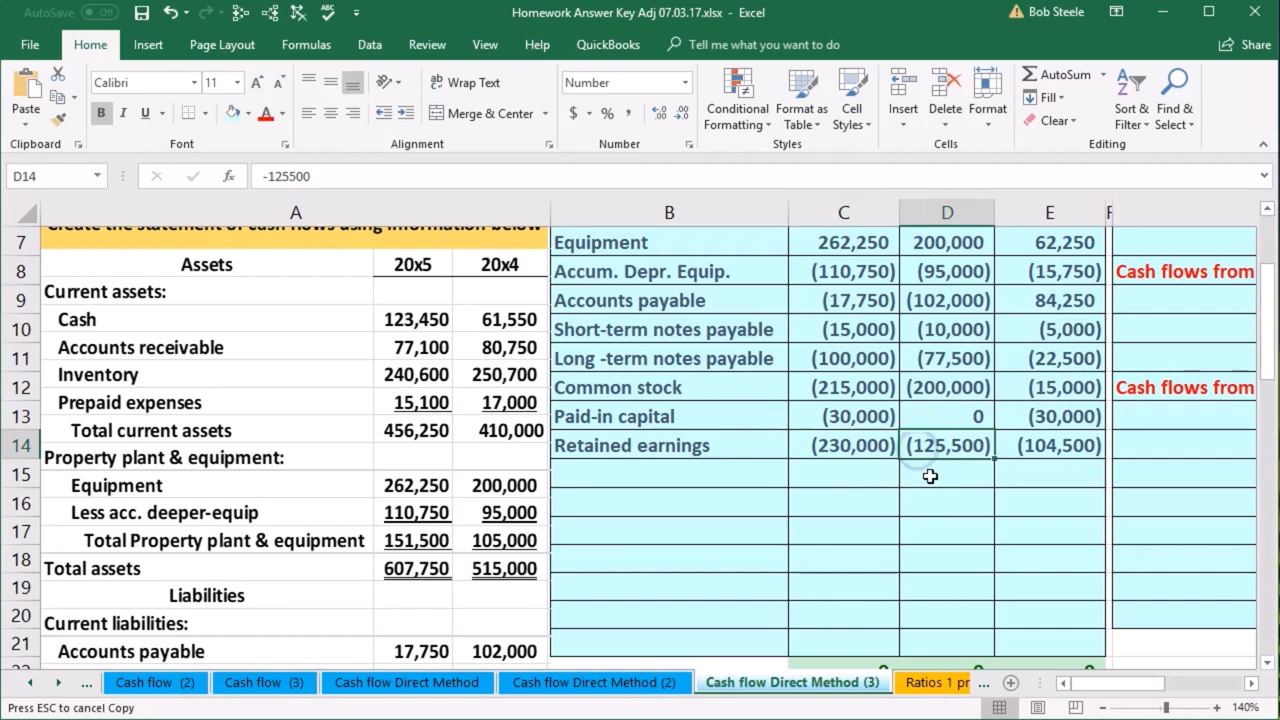 AutoSave Off Homework Answer Key Adj 07.03.17.xlsx - Excel Bob Steele
File Home Insert Page Layout Formulas Data Review View Help QuickBooks Tell me what you want to do Share
Calibri 11 Wrap Text Number AutoSum
Paste B I U Merge & Center $ % Conditional Formatting Format as Table Cell Styles Insert Delete Format Fill Clear Sort & Filter Find & Select
Clipboard Font Alignment Number Styles Cells Editing
D14 fx -125500
A B C D E F
Create the statement of cash flows using information below
7 Equipment 262,250 200,000 62,250
Assets 20x5 20x4
8 Accum. Depr. Equip. (110,750) (95,000) (15,750) Cash flows from
Current assets:
9 Accounts payable (17,750) (102,000) 84,250
Cash 123,450 61,550
10 Short-term notes payable (15,000) (10,000) (5,000)
Accounts receivable 77,100 80,750
11 Long -term notes payable (100,000) (77,500) (22,500)
Inventory 240,600 250,700
12 Common stock (215,000) (200,000) (15,000) Cash flows from
Prepaid expenses 15,100 17,000
13 Paid-in capital (30,000) 0 (30,000)
Total current assets 456,250 410,000
14 Retained earnings (230,000) (125,500) (104,500)
Property plant & equipment:
15
Equipment 262,250 200,000
16
Less acc. deeper-equip 110,750 95,000
17
Total Property plant & equipment 151,500 105,000
18
Total assets 607,750 515,000
19
Liabilities
20
Current liabilities:
21
Accounts payable 17,750 102,000
... Cash flow (2) Cash flow (3) Cash flow Direct Method Cash flow Direct Method (2) Cash flow Direct Method (3) Ratios 1 pr ...
Press ESC to cancel Copy 140%